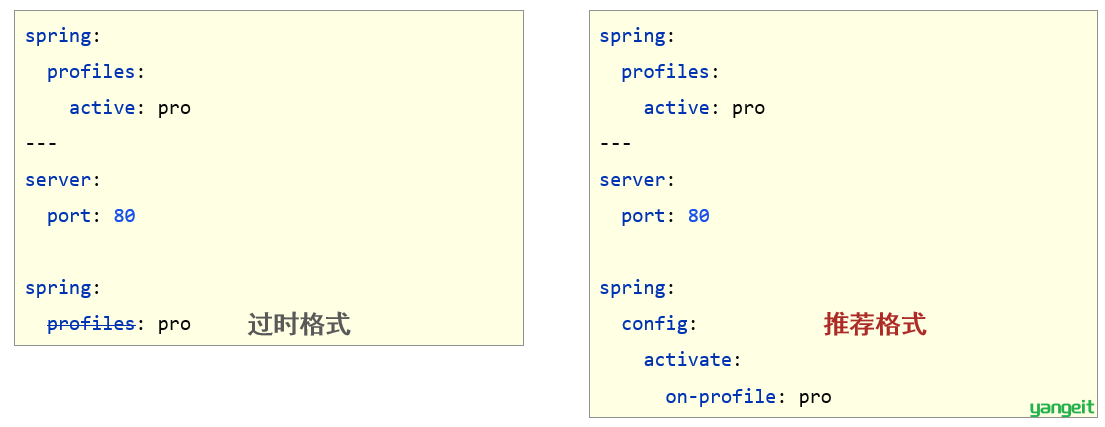 spring:
  profiles:
    active: pro
---
server:
  port: 80
spring:
  profiles: pro
过时格式
spring:
  profiles:
    active: pro
---
server:
  port: 80
spring:
  config:
推荐格式
    activate:
      on-profile: pro
yangeit